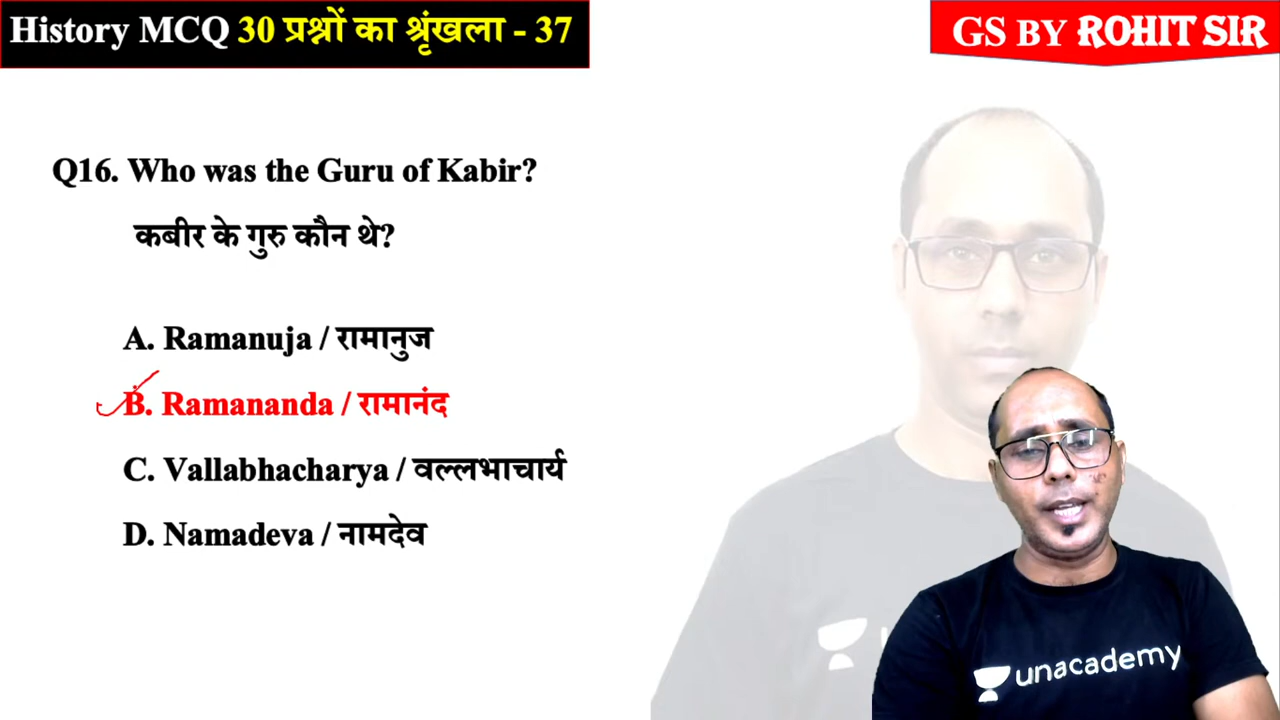 History MCQ 30 प्रश्नों का श्रृंखला - 37
GS BY ROHIT SIR
Q16. Who was the Guru of Kabir?
कबीर के गुरु कौन थे?
A. Ramanuja / रामानुज
B. Ramananda / रामानंद
C. Vallabhacharya / वल्लभाचार्य
D. Namadeva / नामदेव
unacademy